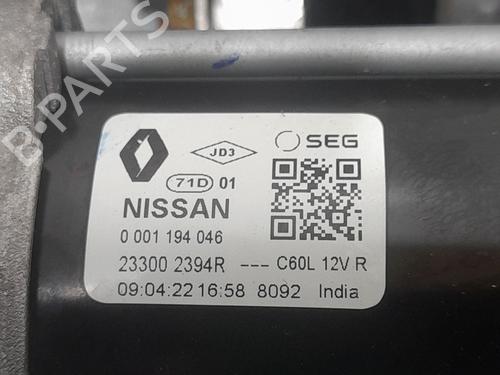 B-PARTS
JD3
SEG
71D 01
NISSAN
0 001 194 046
23300 2394R --- C60L 12V R
09:04:22 16:58 8092 India